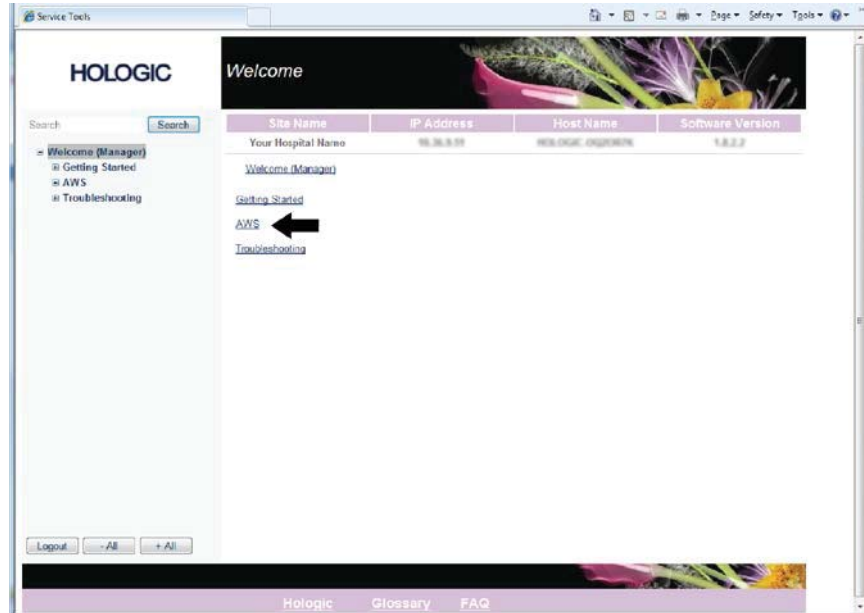 Service Tools
Page Safety Tools
HOLOGIC
Welcome
Search Search
Site Name IP Address Host Name Software Version
Your Hospital Name
Welcome (Manager)
Getting Started
AWS
Troubleshooting
Welcome (Manager)
Getting Started
AWS
Troubleshooting
Logout - All + All
Hologic Glossary FAQ